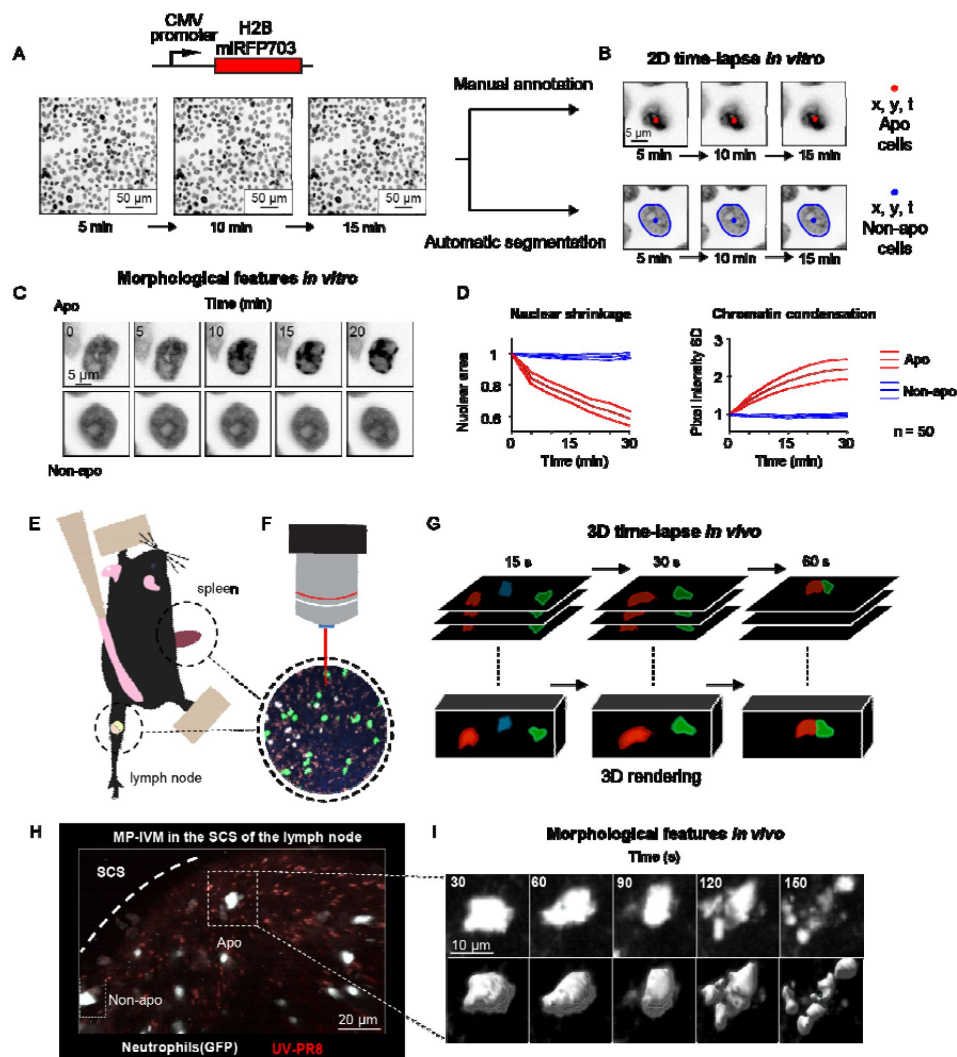 CMV
promoter
H2B
miRFP703
A
50 µm
50 µm
50 µm
5 min
10 min
15 min
Manual annotation
Automatic segmentation
B
2D time-lapse in vitro
5 µm
5 min
10 min
15 min
x, y, t
Apo
cells
5 min
10 min
15 min
x, y, t
Non-apo
cells
C
Morphological features in vitro
Apo
Time (min)
0
5
10
15
20
5 µm
Non-apo
D
Nuclear shrinkage
Nuclear area
1
0.8
0.6
0
15
30
Time (min)
Chromatin condensation
Pixel intensity SD
3
2
1
0
15
30
Time (min)
Apo
Non-apo
n = 50
E
spleen
lymph node
F
G
3D time-lapse in vivo
15 s
30 s
60 s
3D rendering
H
MP-IVM in the SCS of the lymph node
SCS
Apo
Non-apo
20 µm
Neutrophils(GFP)
UV-PR8
I
Morphological features in vivo
Time (s)
30
60
90
120
150
10 µm